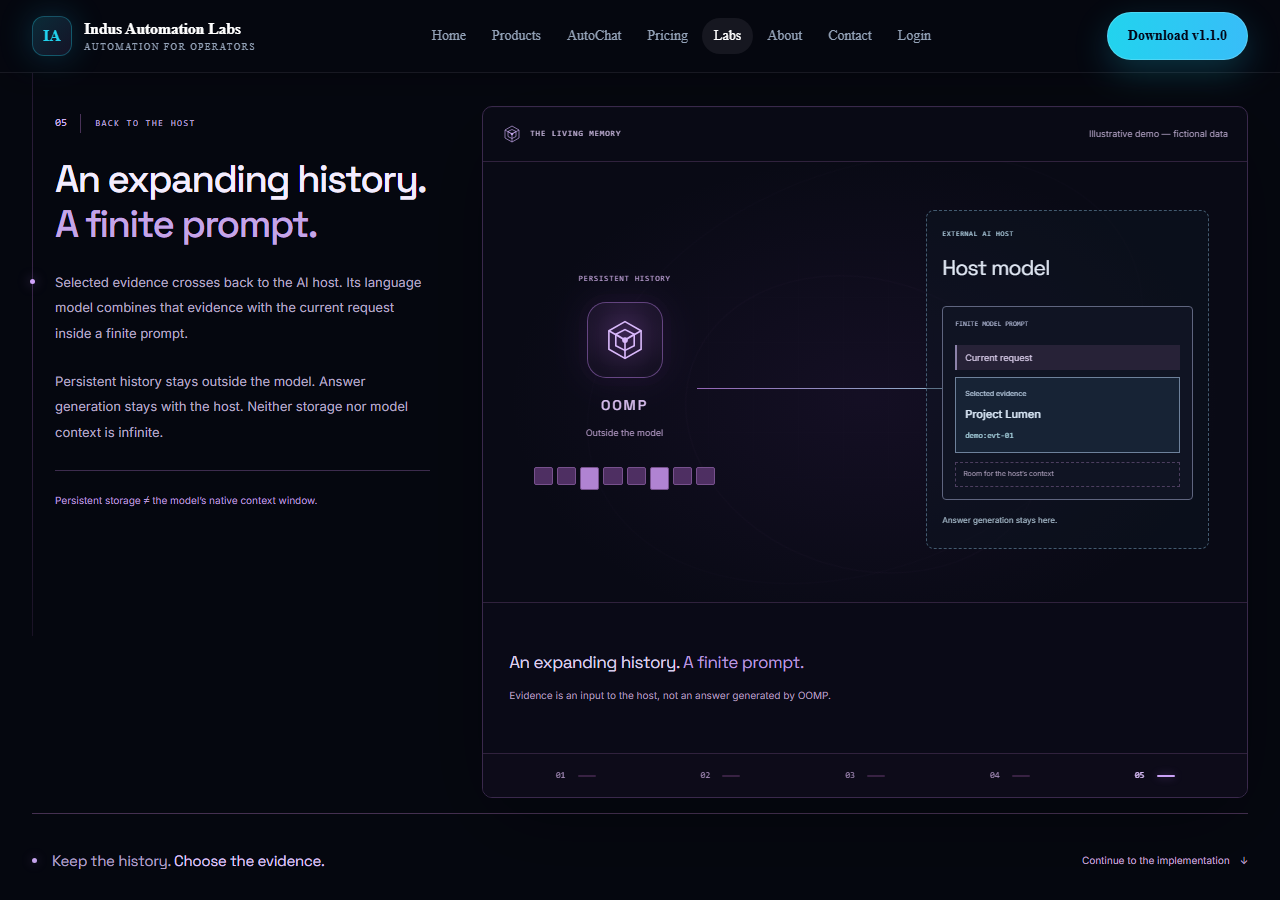 IA
Indus Automation Labs
AUTOMATION FOR OPERATORS
Home Products AutoChat Pricing Labs About Contact Login
Download v1.1.0
05 BACK TO THE HOST
An expanding history.
A finite prompt.
Selected evidence crosses back to the AI host. Its language
model combines that evidence with the current request
inside a finite prompt.
Persistent history stays outside the model. Answer
generation stays with the host. Neither storage nor model
context is infinite.
Persistent storage ≠ the model's native context window.
THE LIVING MEMORY
Illustrative demo — fictional data
PERSISTENT HISTORY
OOMP
Outside the model
EXTERNAL AI HOST
Host model
FINITE MODEL PROMPT
Current request
Selected evidence
Project Lumen
demo:evt-01
Room for the host's context
Answer generation stays here.
An expanding history. A finite prompt.
Evidence is an input to the host, not an answer generated by OOMP.
01 02 03 04 05
Keep the history. Choose the evidence.
Continue to the implementation ↓